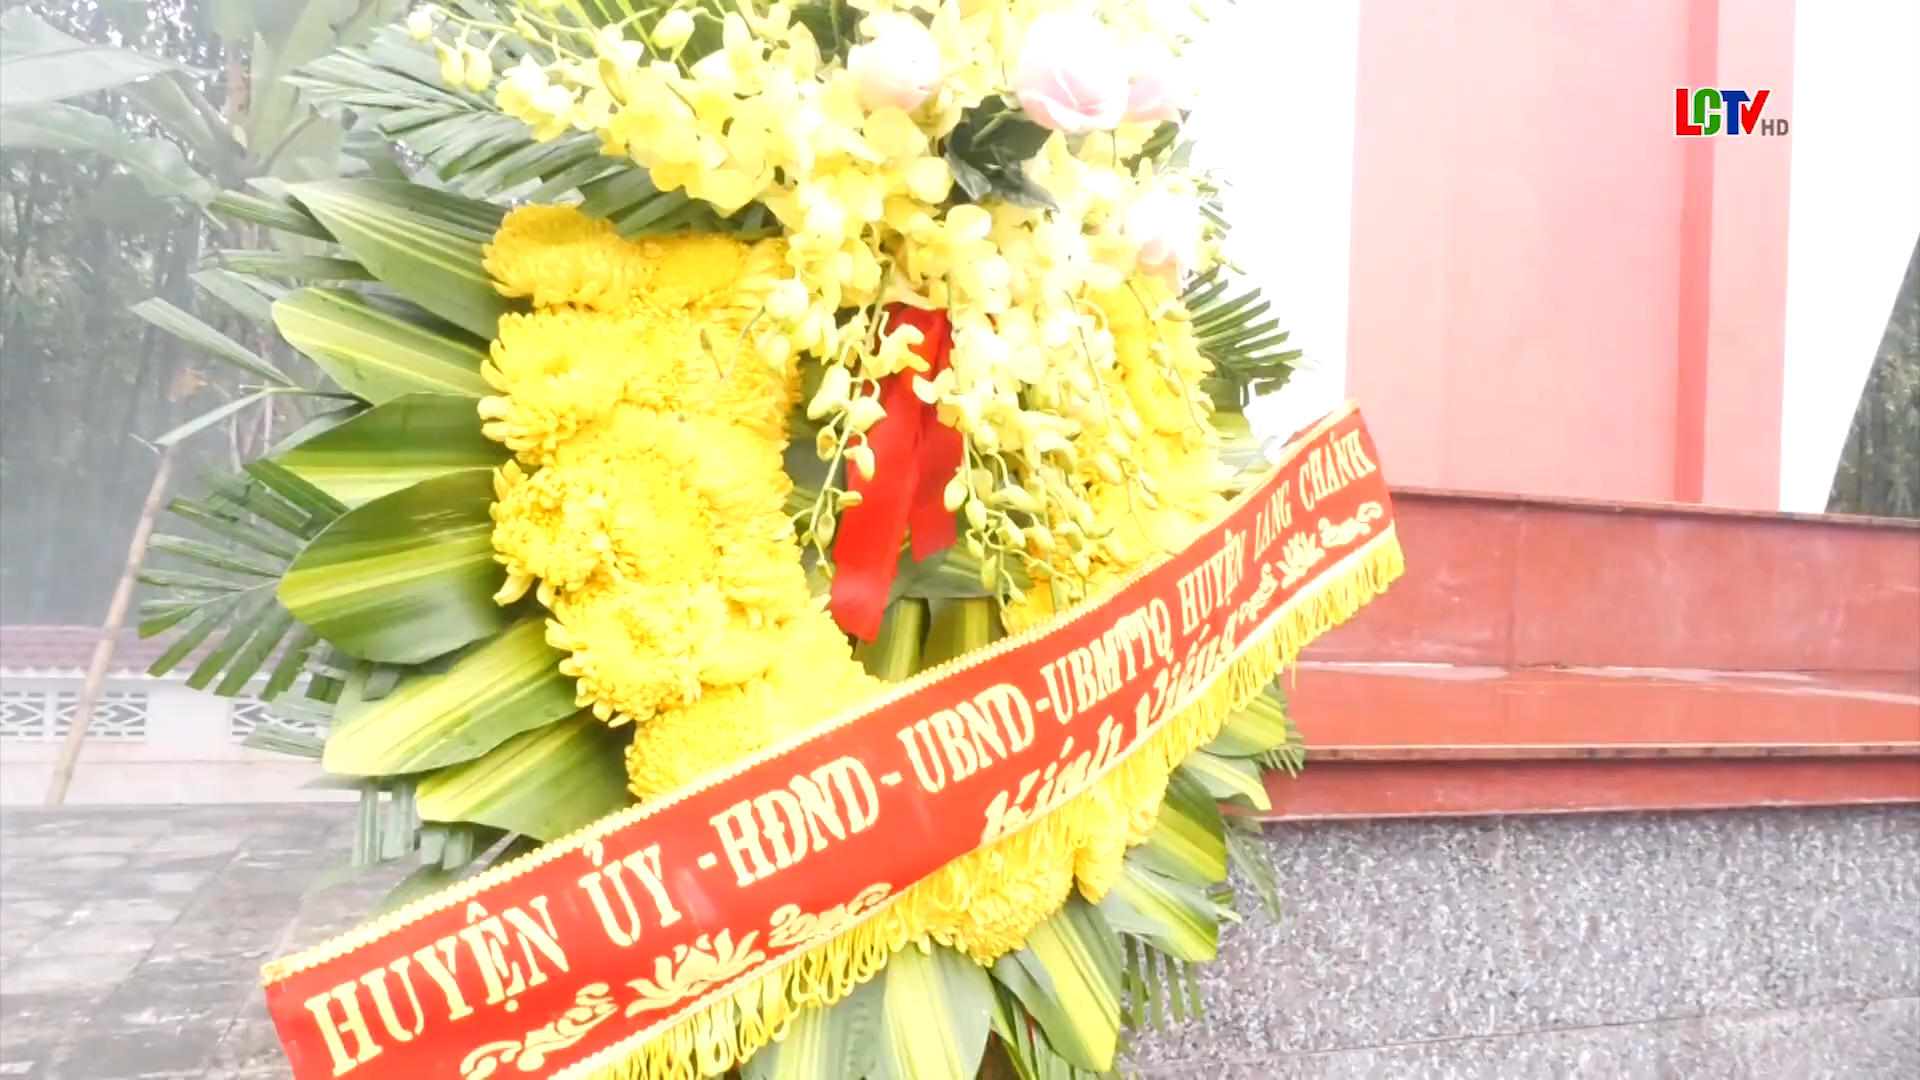 LCTV HD
HUYỆN ỦY - HĐND - UBND - UBMTTQ HUYỆN LANG CHÁNH
Kính Viếng